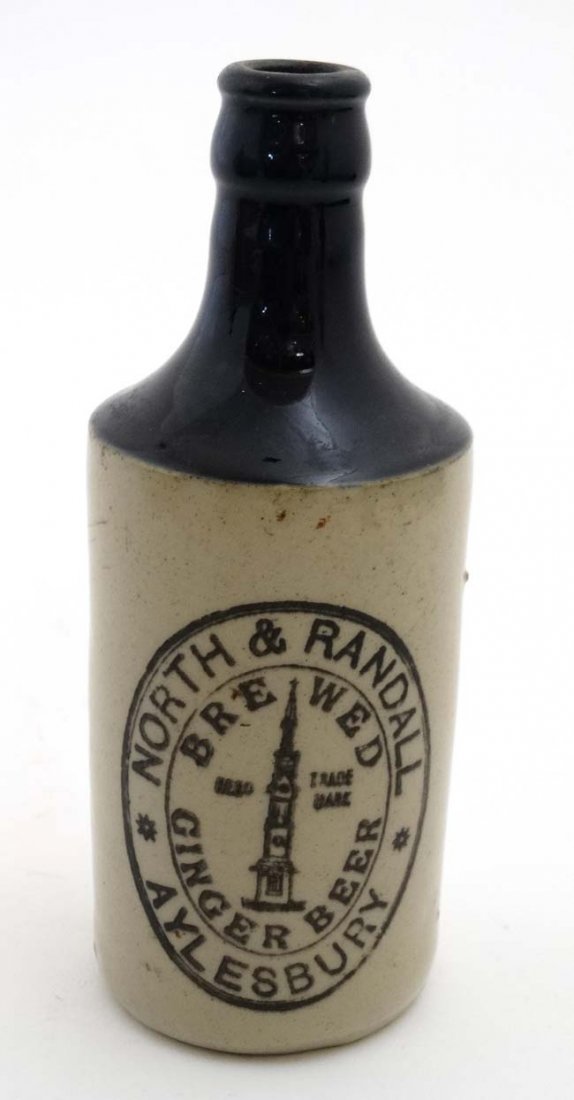 NORTH & RANDALL
BREWED
REGD TRADE
MARK
GINGER BEER
AYLESBURY